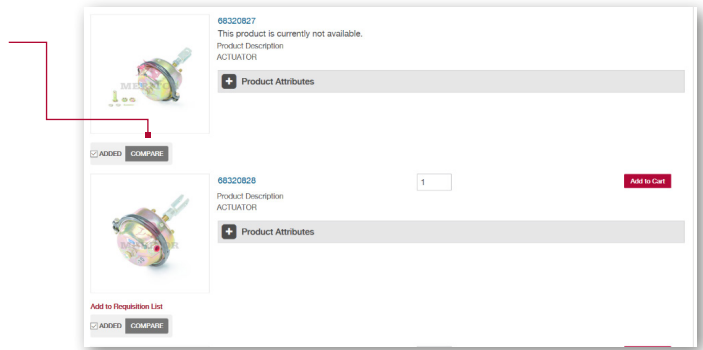 68320827
This product is currently not available.
Product Description
ACTUATOR
Product Attributes
ADDED COMPARE
68320828 1 Add to Cart
Product Description
ACTUATOR
Product Attributes
Add to Requisition List
ADDED COMPARE